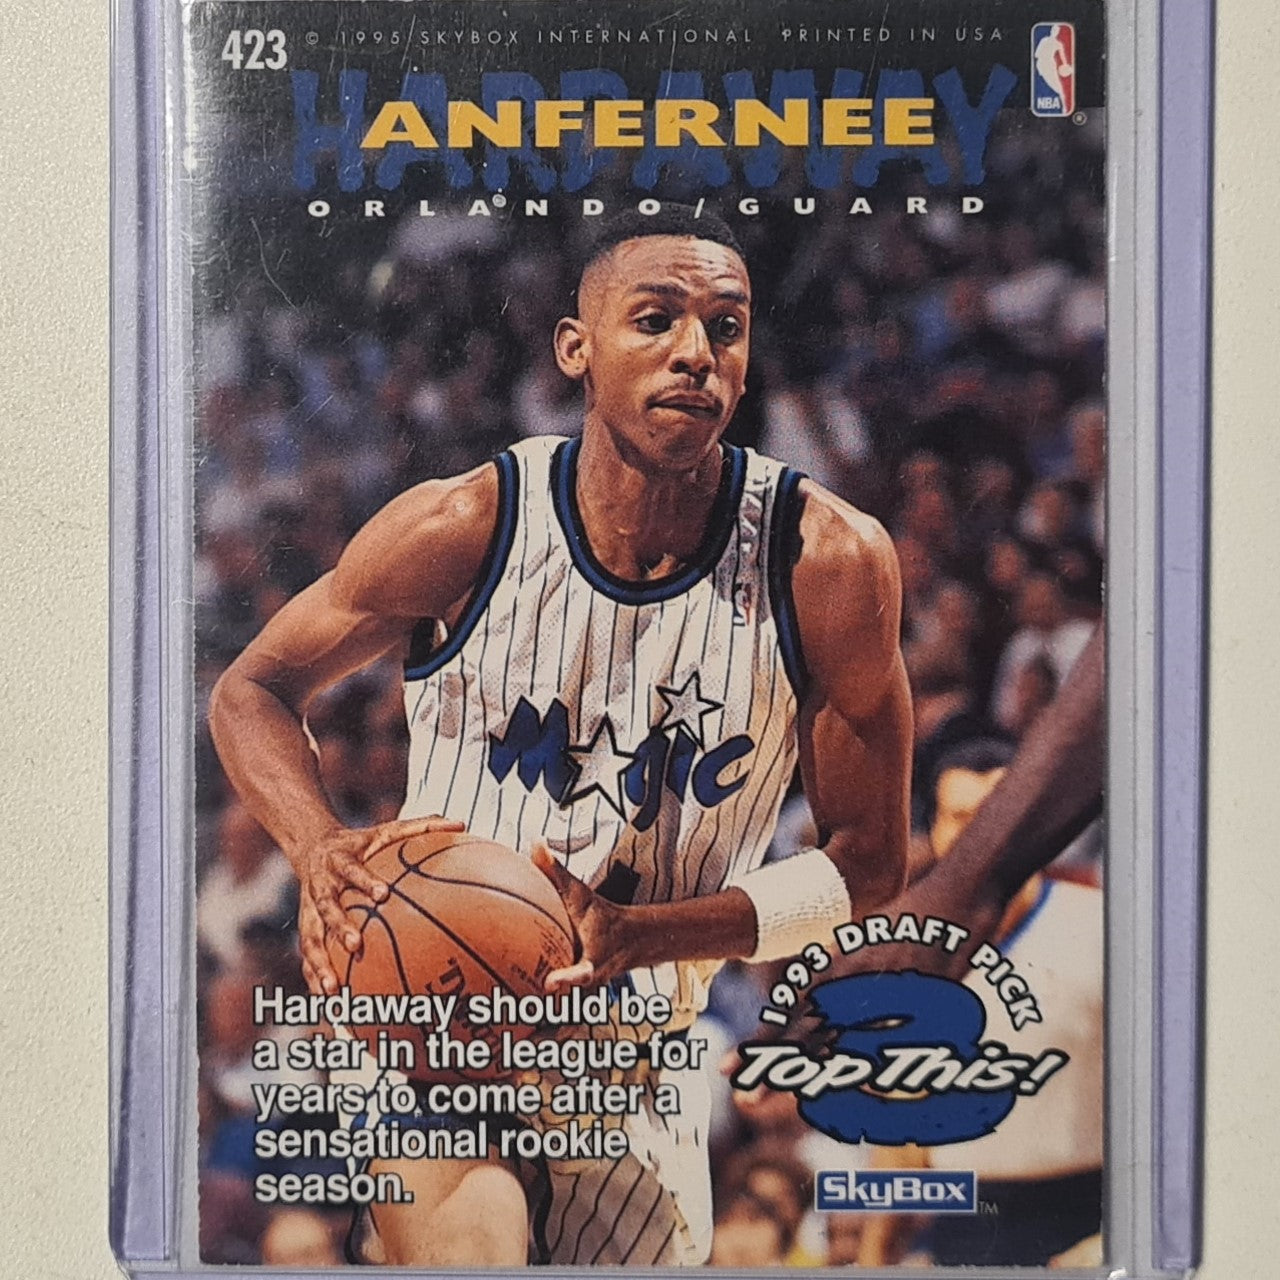 423 © 1995 SKYBOX INTERNATIONAL PRINTED IN USA
NBA ®
HARDAWAY
ANFERNEE
ORLANDO/GUARD
Magic
Hardaway should be
a star in the league for
years to come after a
sensational rookie
season.
1993 DRAFT PICK
3
Top This!
SkyBox TM